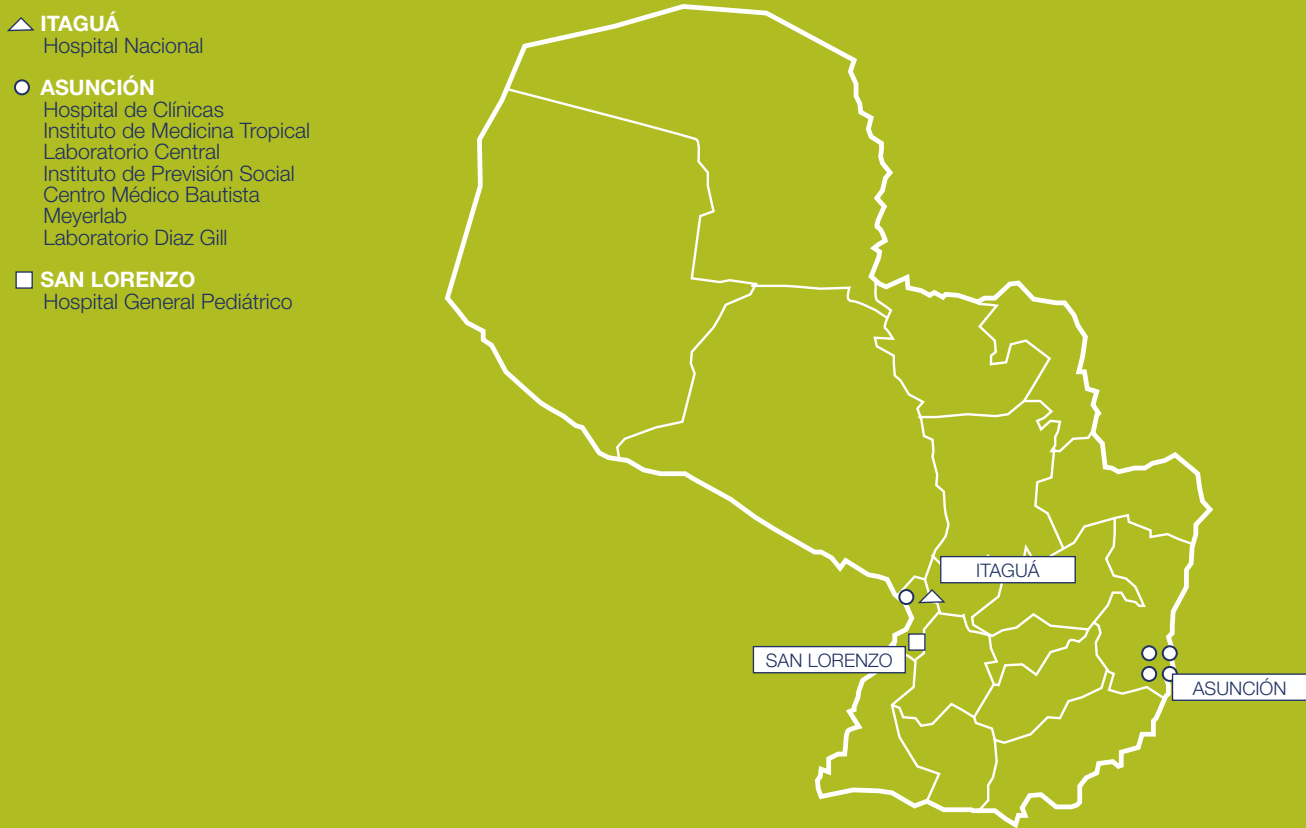 ITAGUÁ
Hospital Nacional
ASUNCIÓN
Hospital de Clínicas
Instituto de Medicina Tropical
Laboratorio Central
Instituto de Previsión Social
Centro Médico Bautista
Meyerlab
Laboratorio Diaz Gill
SAN LORENZO
Hospital General Pediátrico
ITAGUÁ
SAN LORENZO
ASUNCIÓN